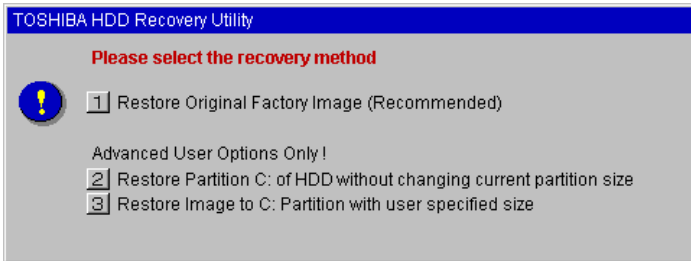 TOSHIBA HDD Recovery Utility
Please select the recovery method
1 Restore Original Factory Image (Recommended)
Advanced User Options Only !
2 Restore Partition C: of HDD without changing current partition size
3 Restore Image to C: Partition with user specified size